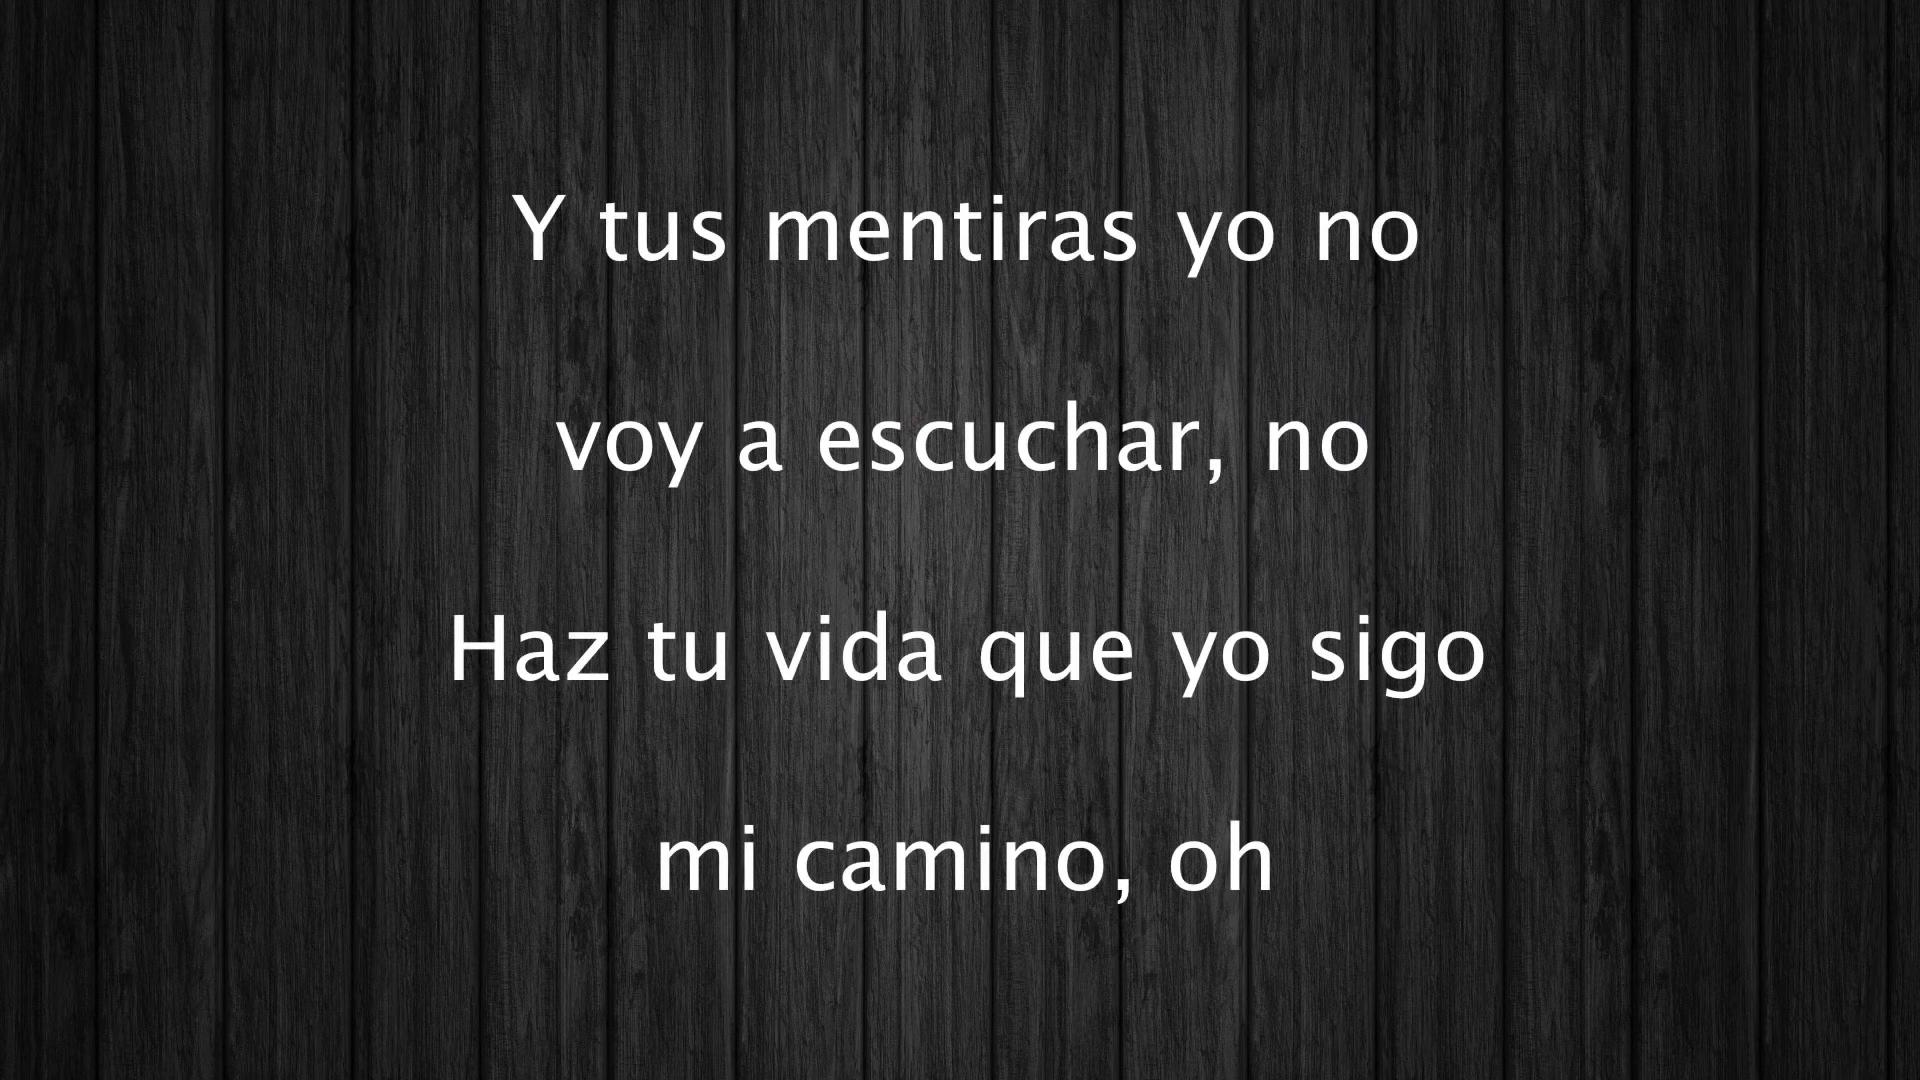 Y tus mentiras yo no
voy a escuchar, no
Haz tu vida que yo sigo
mi camino, oh